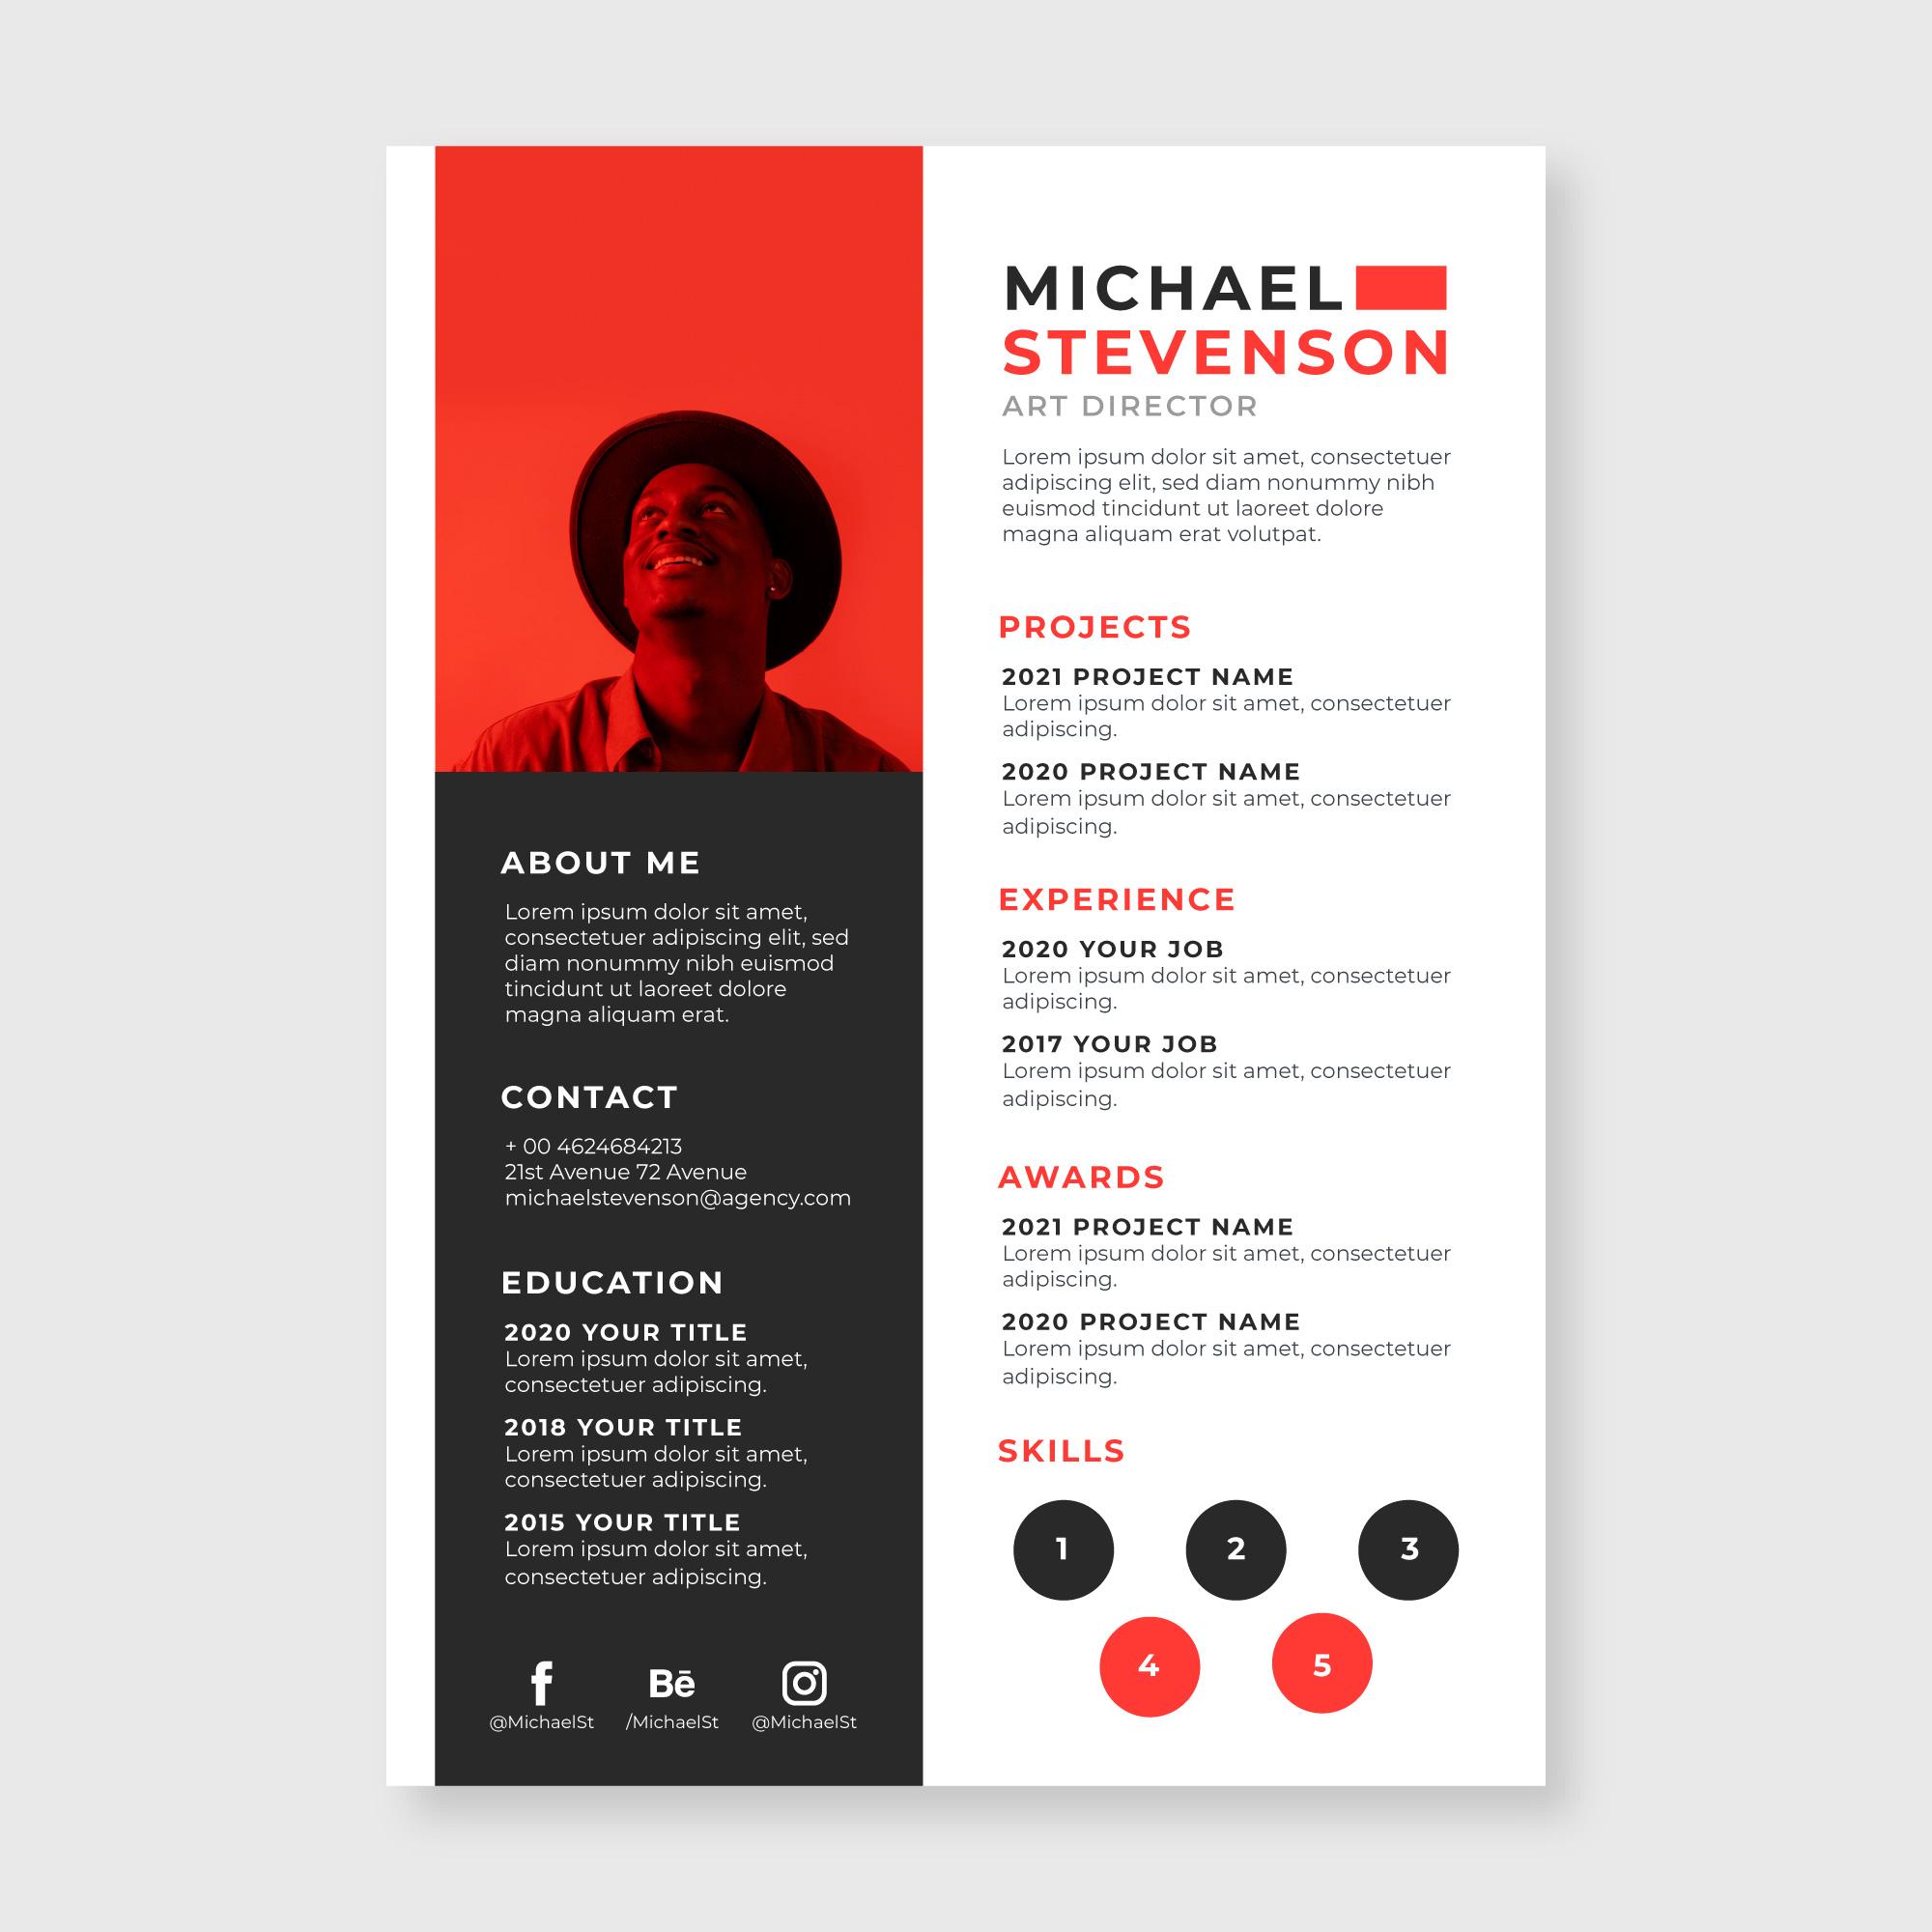 MICHAEL
STEVENSON
ART DIRECTOR
Lorem ipsum dolor sit amet, consectetuer
adipiscing elit, sed diam nonummy nibh
euismod tincidunt ut laoreet dolore
magna aliquam erat volutpat.
PROJECTS
2021 PROJECT NAME
Lorem ipsum dolor sit amet, consectetuer
adipiscing.
2020 PROJECT NAME
Lorem ipsum dolor sit amet, consectetuer
adipiscing.
EXPERIENCE
2020 YOUR JOB
Lorem ipsum dolor sit amet, consectetuer
adipiscing.
2017 YOUR JOB
Lorem ipsum dolor sit amet, consectetuer
adipiscing.
AWARDS
2021 PROJECT NAME
Lorem ipsum dolor sit amet, consectetuer
adipiscing.
2020 PROJECT NAME
Lorem ipsum dolor sit amet, consectetuer
adipiscing.
SKILLS
1 2 3
4 5
ABOUT ME
Lorem ipsum dolor sit amet,
consectetuer adipiscing elit, sed
diam nonummy nibh euismod
tincidunt ut laoreet dolore
magna aliquam erat.
CONTACT
+ 00 4624684213
21st Avenue 72 Avenue
michaelstevenson@agency.com
EDUCATION
2020 YOUR TITLE
Lorem ipsum dolor sit amet,
consectetuer adipiscing.
2018 YOUR TITLE
Lorem ipsum dolor sit amet,
consectetuer adipiscing.
2015 YOUR TITLE
Lorem ipsum dolor sit amet,
consectetuer adipiscing.
f Bē
@MichaelSt /MichaelSt @MichaelSt